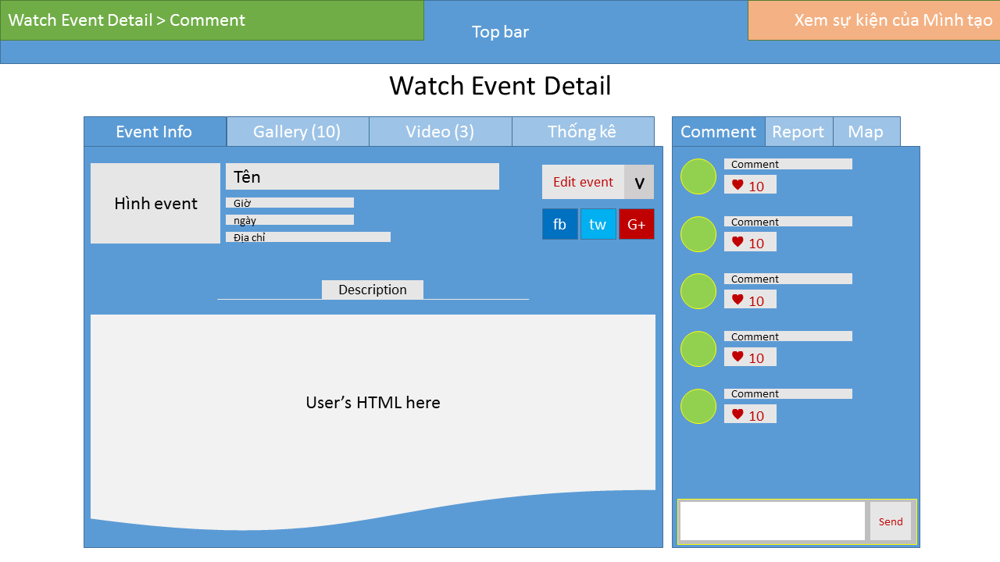 Watch Event Detail > Comment
Top bar
Xem sự kiện của Mình tạo
Watch Event Detail
Event Info
Gallery (10)
Video (3)
Thống kê
Comment
Report
Map
Hình event
Tên
Giờ
ngày
Địa chỉ
Edit event
V
fb
tw
G+
Description
User’s HTML here
Comment
♥ 10
Comment
♥ 10
Comment
♥ 10
Comment
♥ 10
Comment
♥ 10
Send